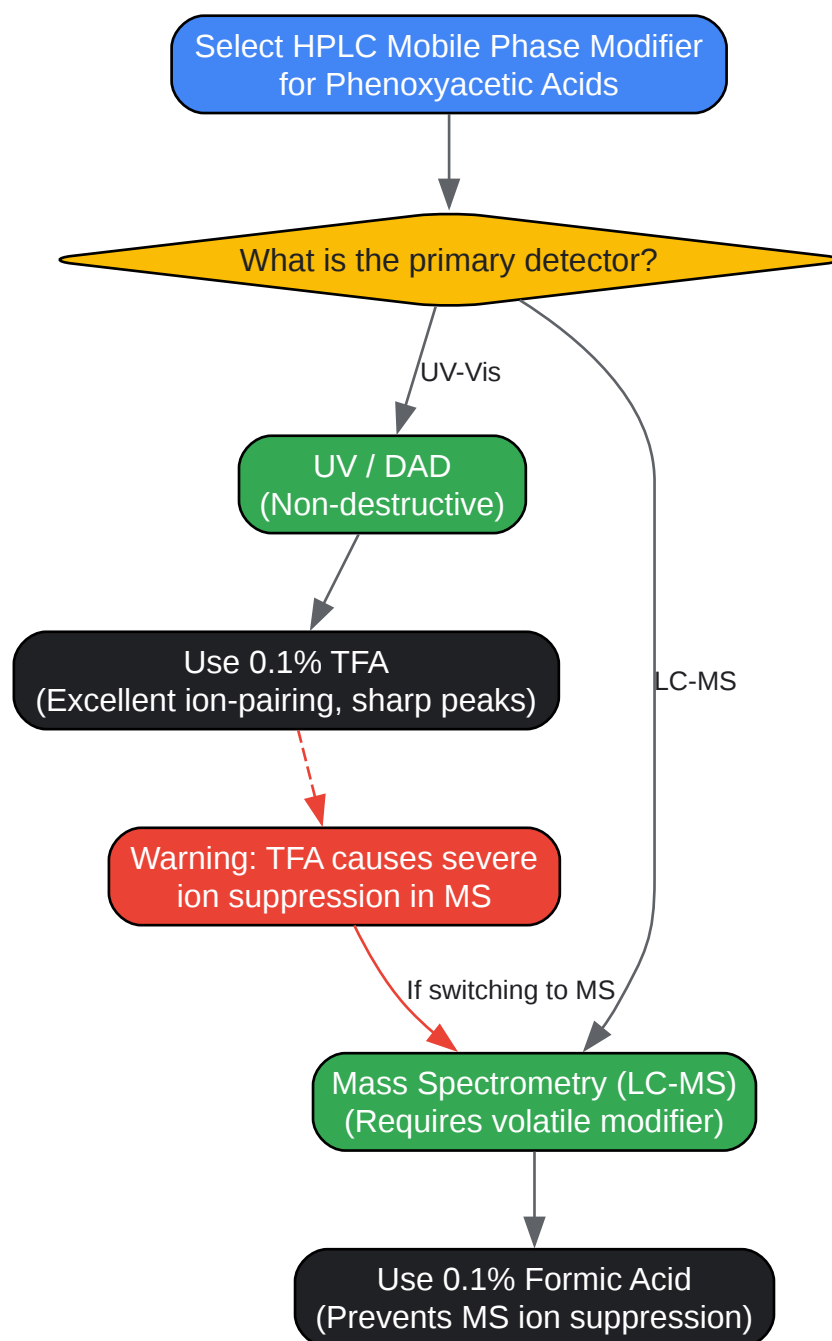 Select HPLC Mobile Phase Modifier
for Phenoxyacetic Acids
What is the primary detector?
UV-Vis
UV / DAD
(Non-destructive)
Use 0.1% TFA
(Excellent ion-pairing, sharp peaks)
LC-MS
Warning: TFA causes severe
ion suppression in MS
If switching to MS
Mass Spectrometry (LC-MS)
(Requires volatile modifier)
Use 0.1% Formic Acid
(Prevents MS ion suppression)